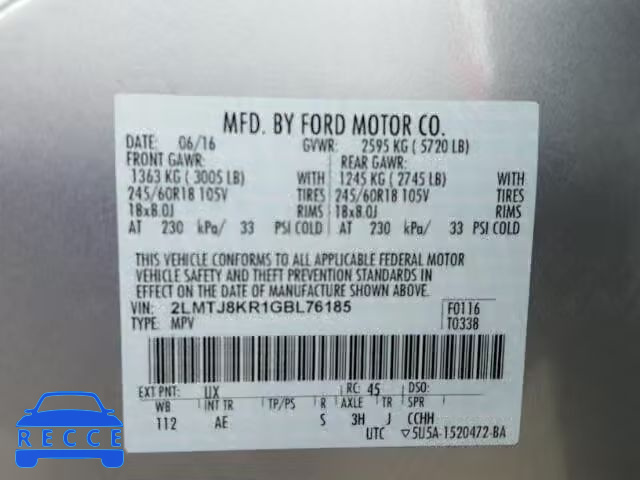 MFD. BY FORD MOTOR CO.
DATE: 06/16 GVWR: 2595 KG ( 5720 LB)
FRONT GAWR: REAR GAWR:
1363 KG ( 3005 LB) WITH 1245 KG ( 2745 LB) WITH
245/60R18 105V TIRES 245/60R18 105V TIRES
18x8.0J RIMS 18x8.0J RIMS
AT 230 kPa/ 33 PSI COLD AT 230 kPa/ 33 PSI COLD
THIS VEHICLE CONFORMS TO ALL APPLICABLE FEDERAL MOTOR
VEHICLE SAFETY AND THEFT PREVENTION STANDARDS IN
EFFECT ON THE DATE OF MANUFACTURE SHOWN ABOVE.
VIN: 2LMTJ8KR1GBL76185 F0116
TYPE: MPV T0338
EXT PNT: UX RC: 45 DSO:
WB INT TR TP/PS R AXLE TR SPR
112 AE S 3H J CCHH
UTC ▽5U5A-1520472-BA
RECCE